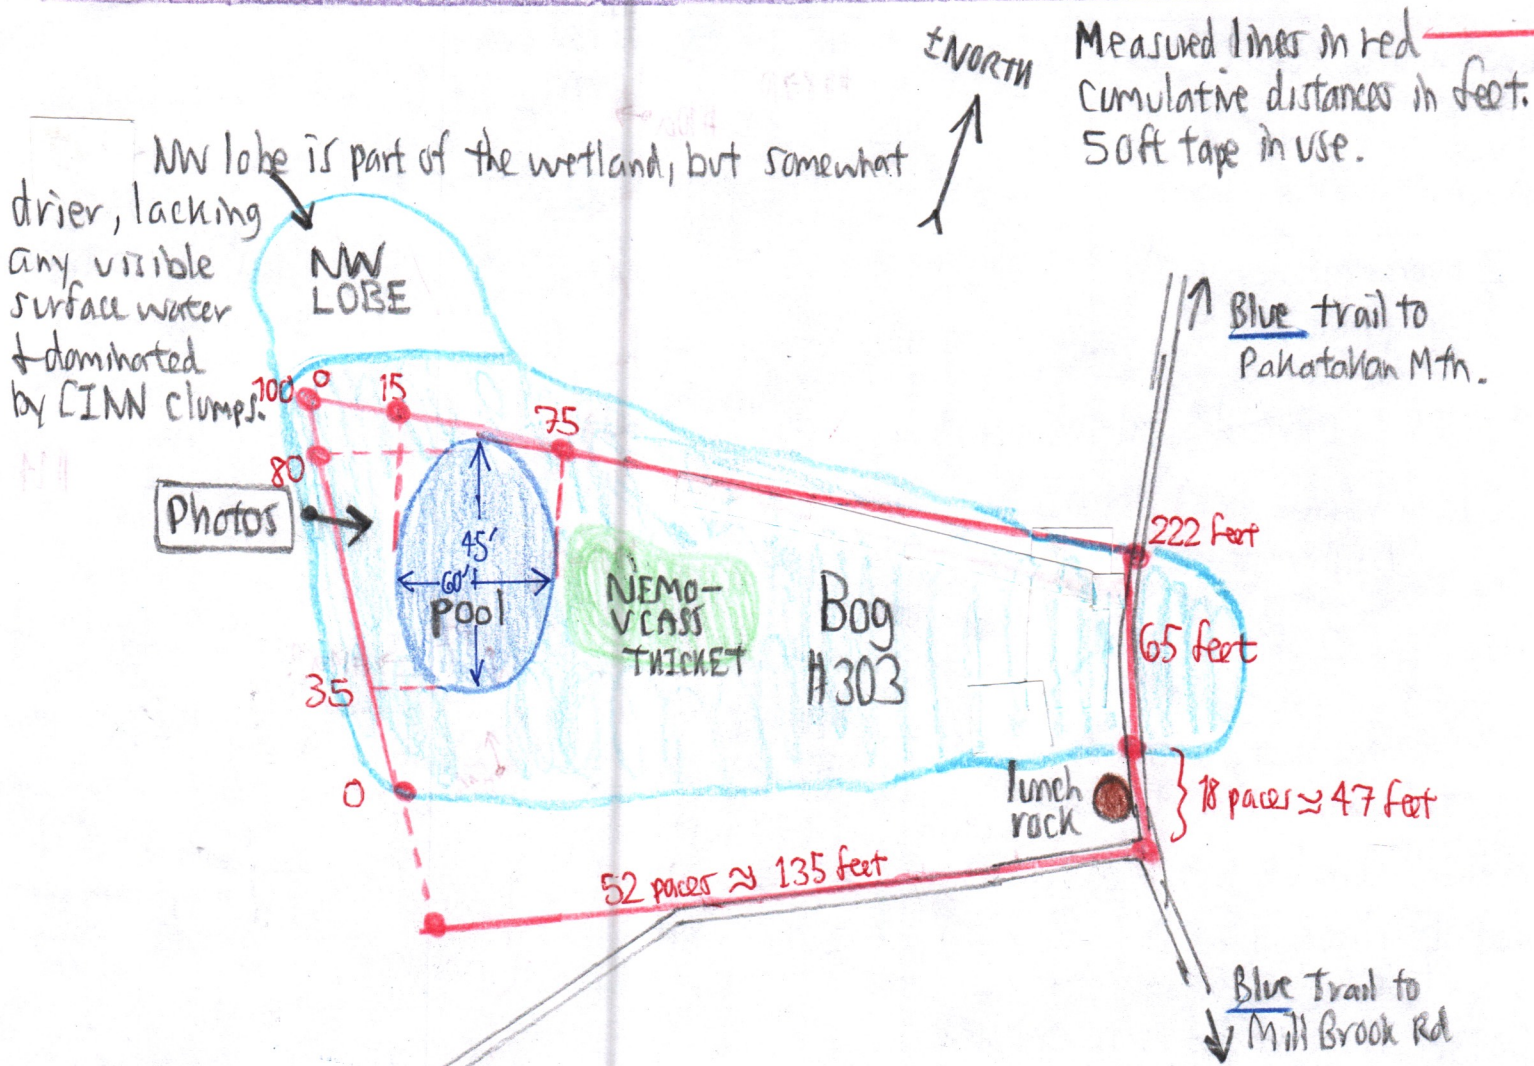 ±NORTH
Measured lines in red
cumulative distances in feet.
50ft tape in use.
NW lobe is part of the wetland, but somewhat
drier, lacking
any visible
surface water
+ dominated
by CINN clumps.
NW
LOBE
Blue trail to
Pakatakan Mtn.
100
0
15
75
80
Photos
222 feet
45'
60'
pool
NEMO-
VCASS
THICKET
Bog
#303
65 feet
35
0
lunch
rock
18 paces ≈ 47 feet
52 paces ≈ 135 feet
Blue Trail to
Mill Brook Rd